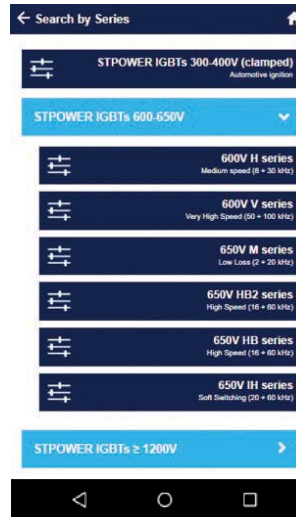 Search by Series
STPOWER IGBTs 300-400V (clamped)
Automotive ignition
STPOWER IGBTs 600-650V
600V H series
Medium speed (8 ÷ 30 kHz)
600V V series
Very High Speed (50 ÷ 100 kHz)
650V M series
Low Loss (2 ÷ 20 kHz)
650V HB2 series
High Speed (16 ÷ 60 kHz)
650V HB series
High Speed (16 ÷ 60 kHz)
650V IH series
Soft Switching (20 ÷ 60 kHz)
STPOWER IGBTs ≥ 1200V